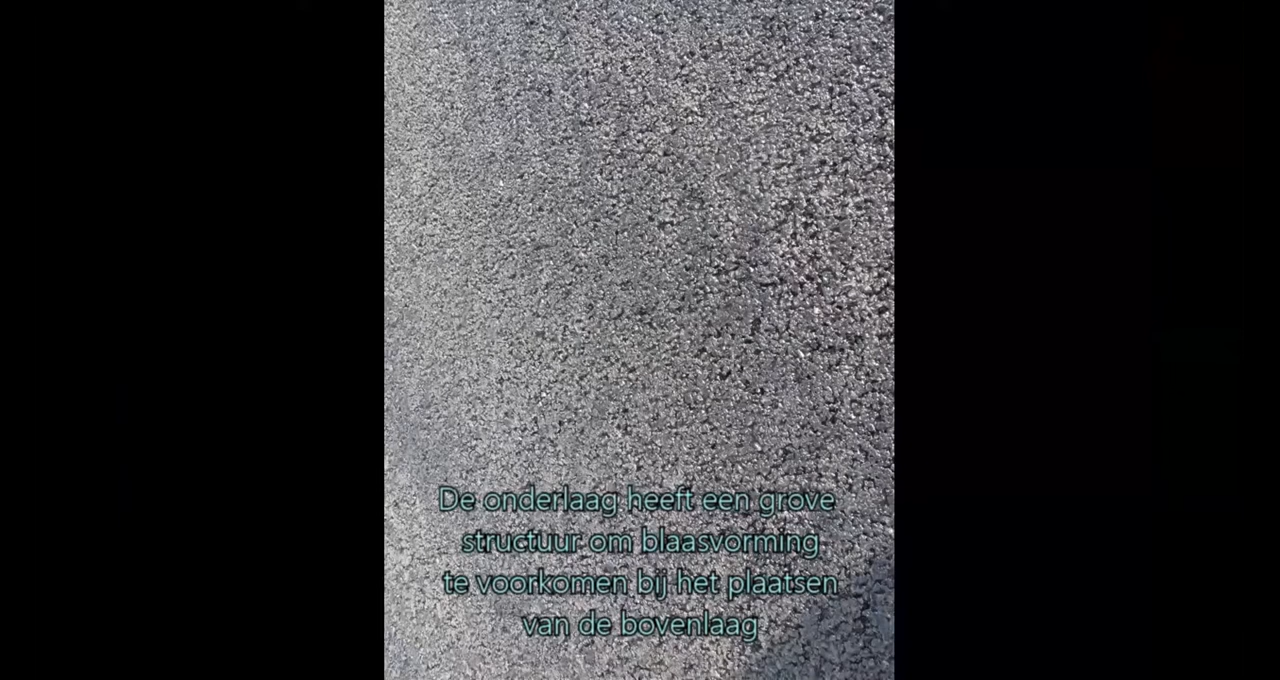 De onderlaag heeft een grove
structuur om blaasvorming
te voorkomen bij het plaatsen
van de bovenlaag